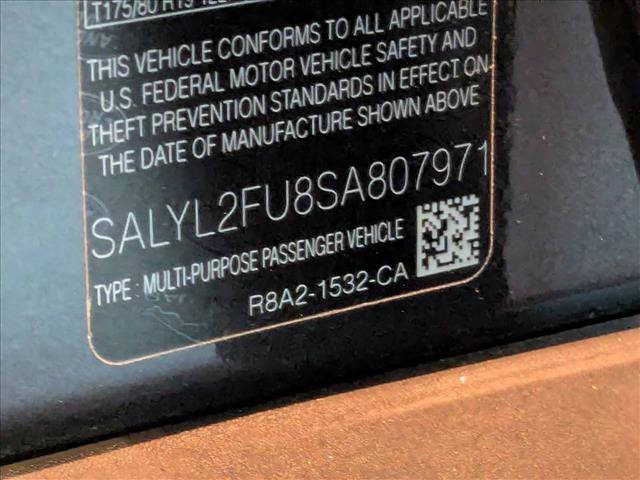 THIS VEHICLE CONFORMS TO ALL APPLICABLE
U.S. FEDERAL MOTOR VEHICLE SAFETY AND
THEFT PREVENTION STANDARDS IN EFFECT ON
THE DATE OF MANUFACTURE SHOWN ABOVE
SALYL2FU8SA807971
TYPE : MULTI-PURPOSE PASSENGER VEHICLE
R8A2-1532-CA